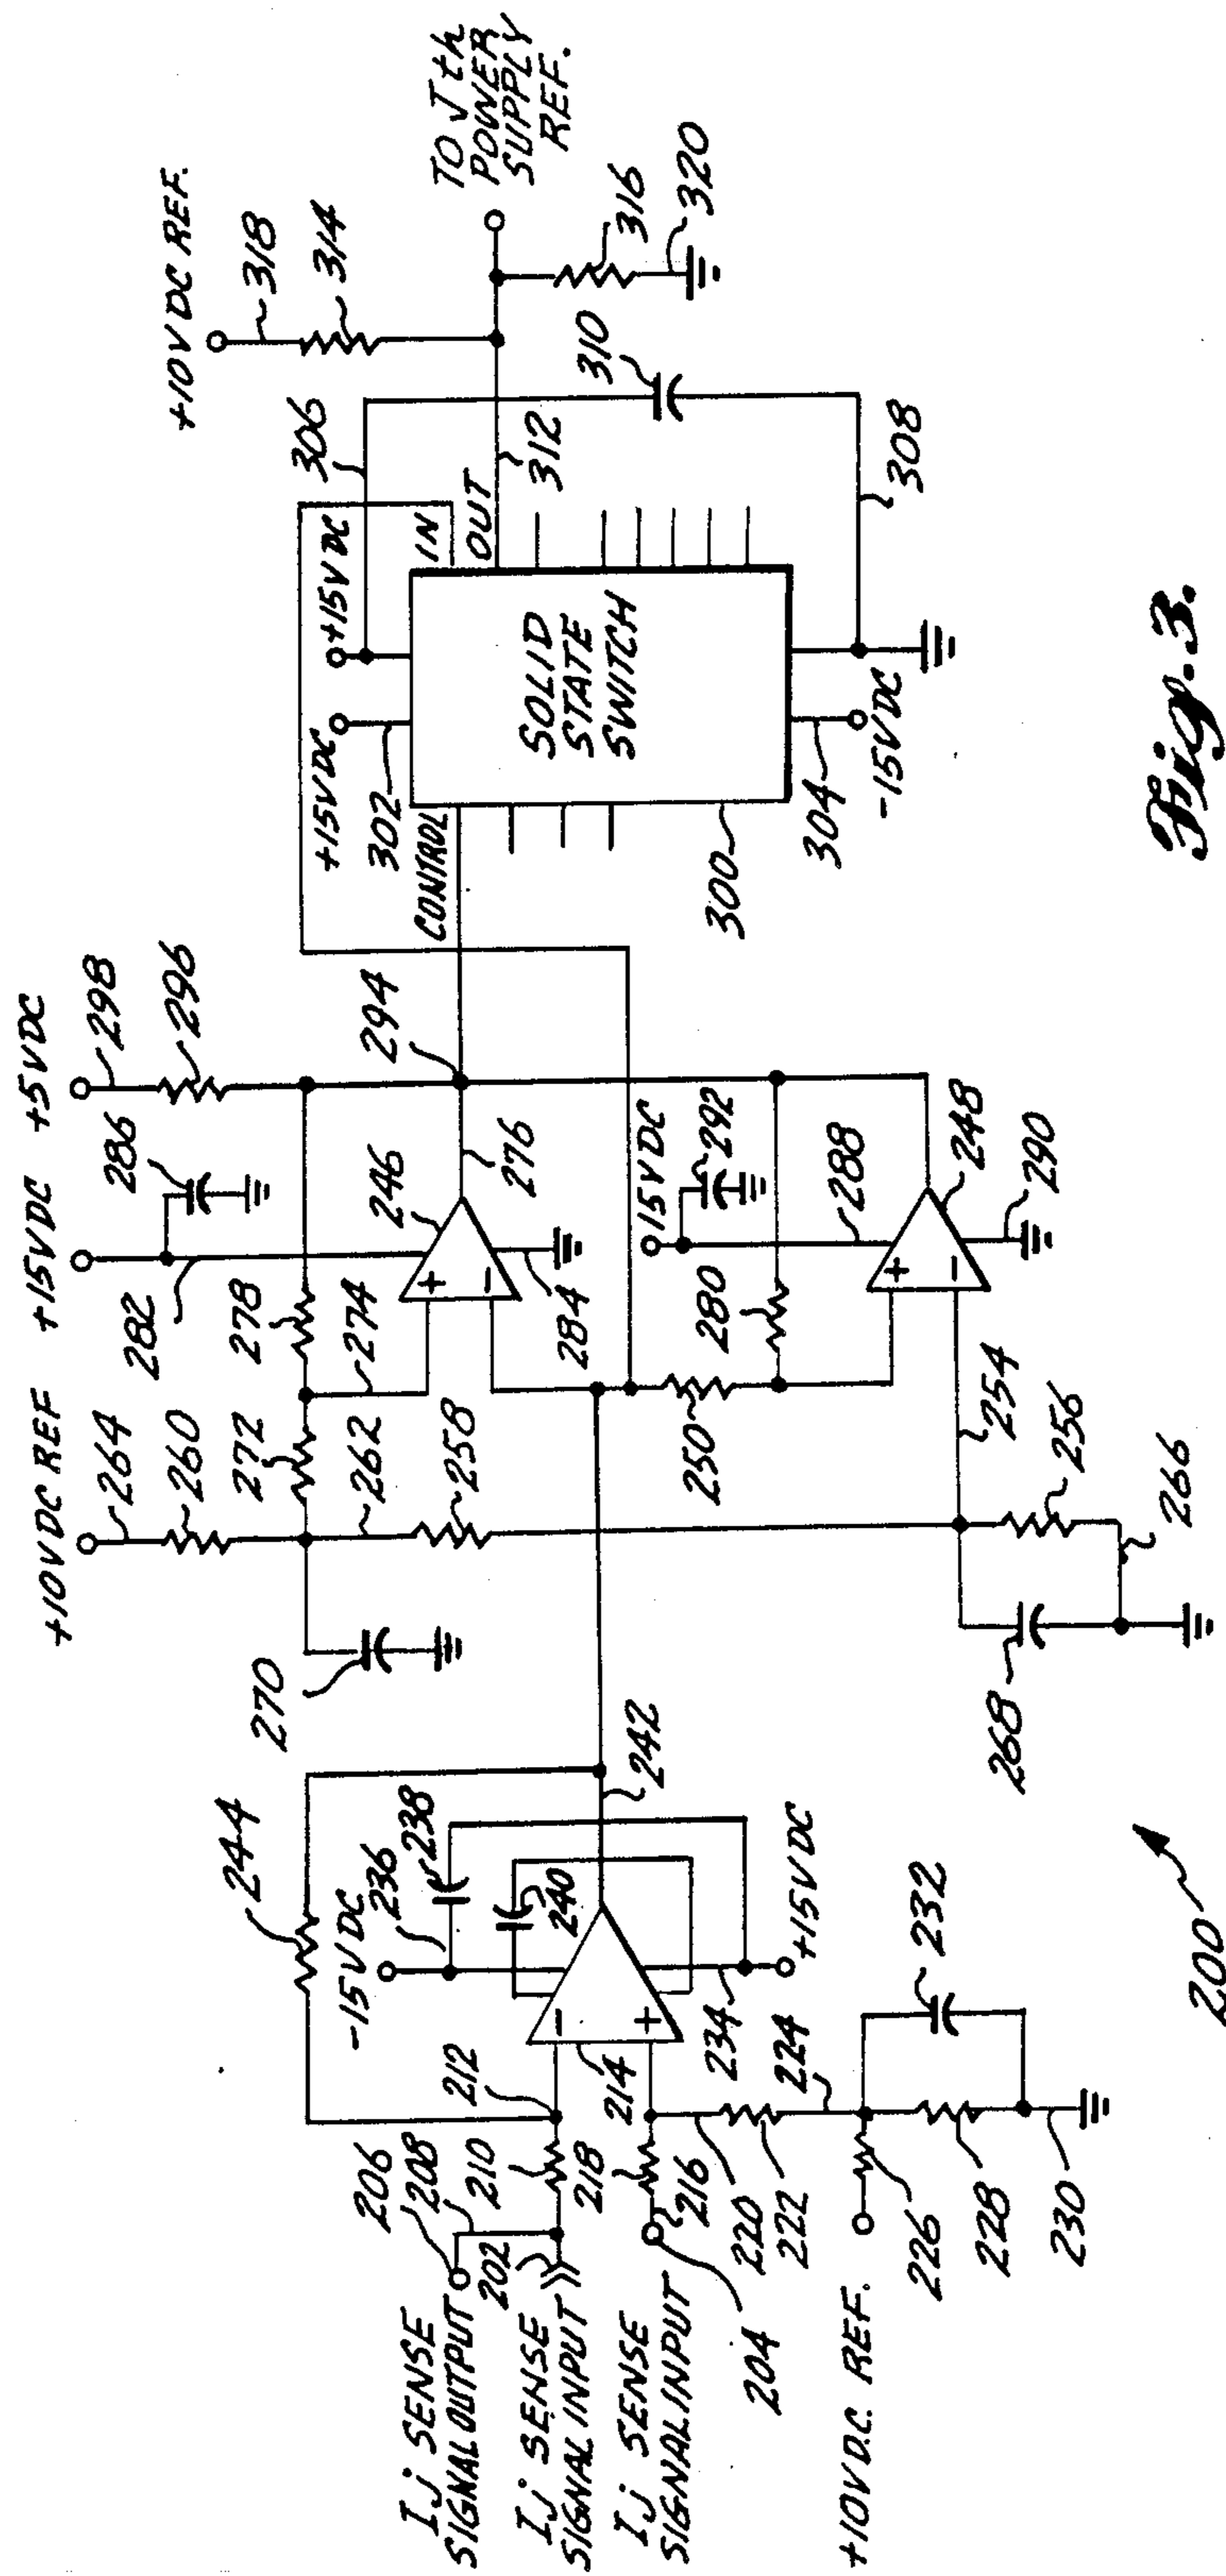 +10V DC REF +15V DC +5V DC
264
260
272
262
258
270
282
278
274
286
246
276
284
298
296
294
+10V DC REF.
318
314
306
+15V DC
+15V DC
302
CONTROL
IN
OUT
312
SOLID
STATE
SWITCH
300
304
-15V DC
308
310
316
320
TO Jth
POWER
SUPPLY
REF.
244
-15V DC
236
238
240
242
212
214
234
+15V DC
206
208
210
202
218
216
204
220
222
224
226
228
230
232
Ij SENSE
SIGNAL OUTPUT
Ij SENSE
SIGNAL INPUT
Ij SENSE
SIGNAL INPUT
+10V D.C. REF.
250
280
15V DC
292
288
248
290
254
256
266
268
200
Fig. 3.